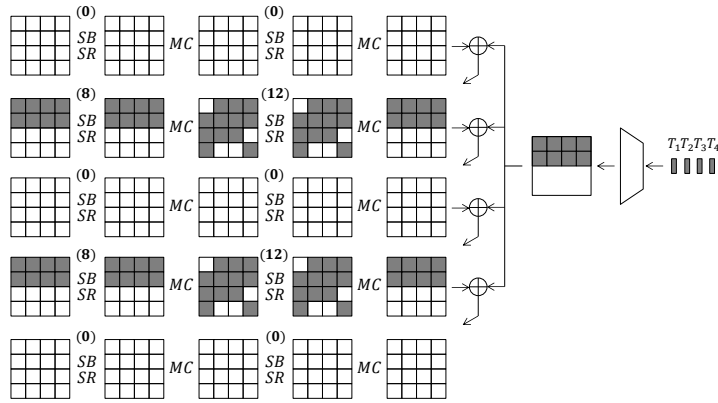 (0) (0)
SB MC SB MC
SR SR
(8) (12)
SB MC SB MC
SR SR
T₁T₂T₃T₄
(0) (0)
SB MC SB MC
SR SR
(8) (12)
SB MC SB MC
SR SR
(0) (0)
SB MC SB MC
SR SR